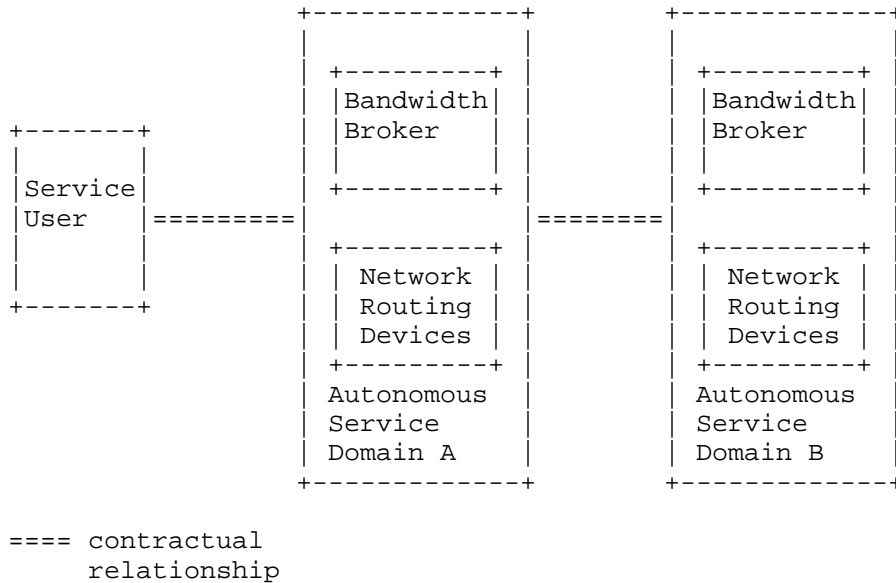 Bandwidth
Broker
Bandwidth
Broker
Service
User
Network
Routing
Devices
Network
Routing
Devices
Autonomous
Service
Domain A
Autonomous
Service
Domain B
==== contractual
relationship